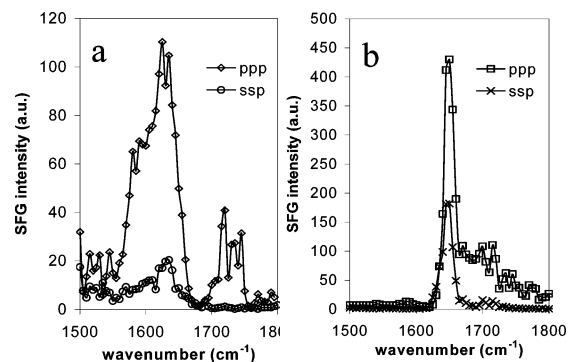 a
120
100
80
60
40
20
0
SFG intensity (a.u.)
ppp
ssp
1500 1600 1700 180
wavenumber (cm-1)
b
500
450
400
350
300
250
200
150
100
50
0
SFG intensity (a.u.)
ppp
ssp
1500 1600 1700 1800
wavenumber (cm-1)